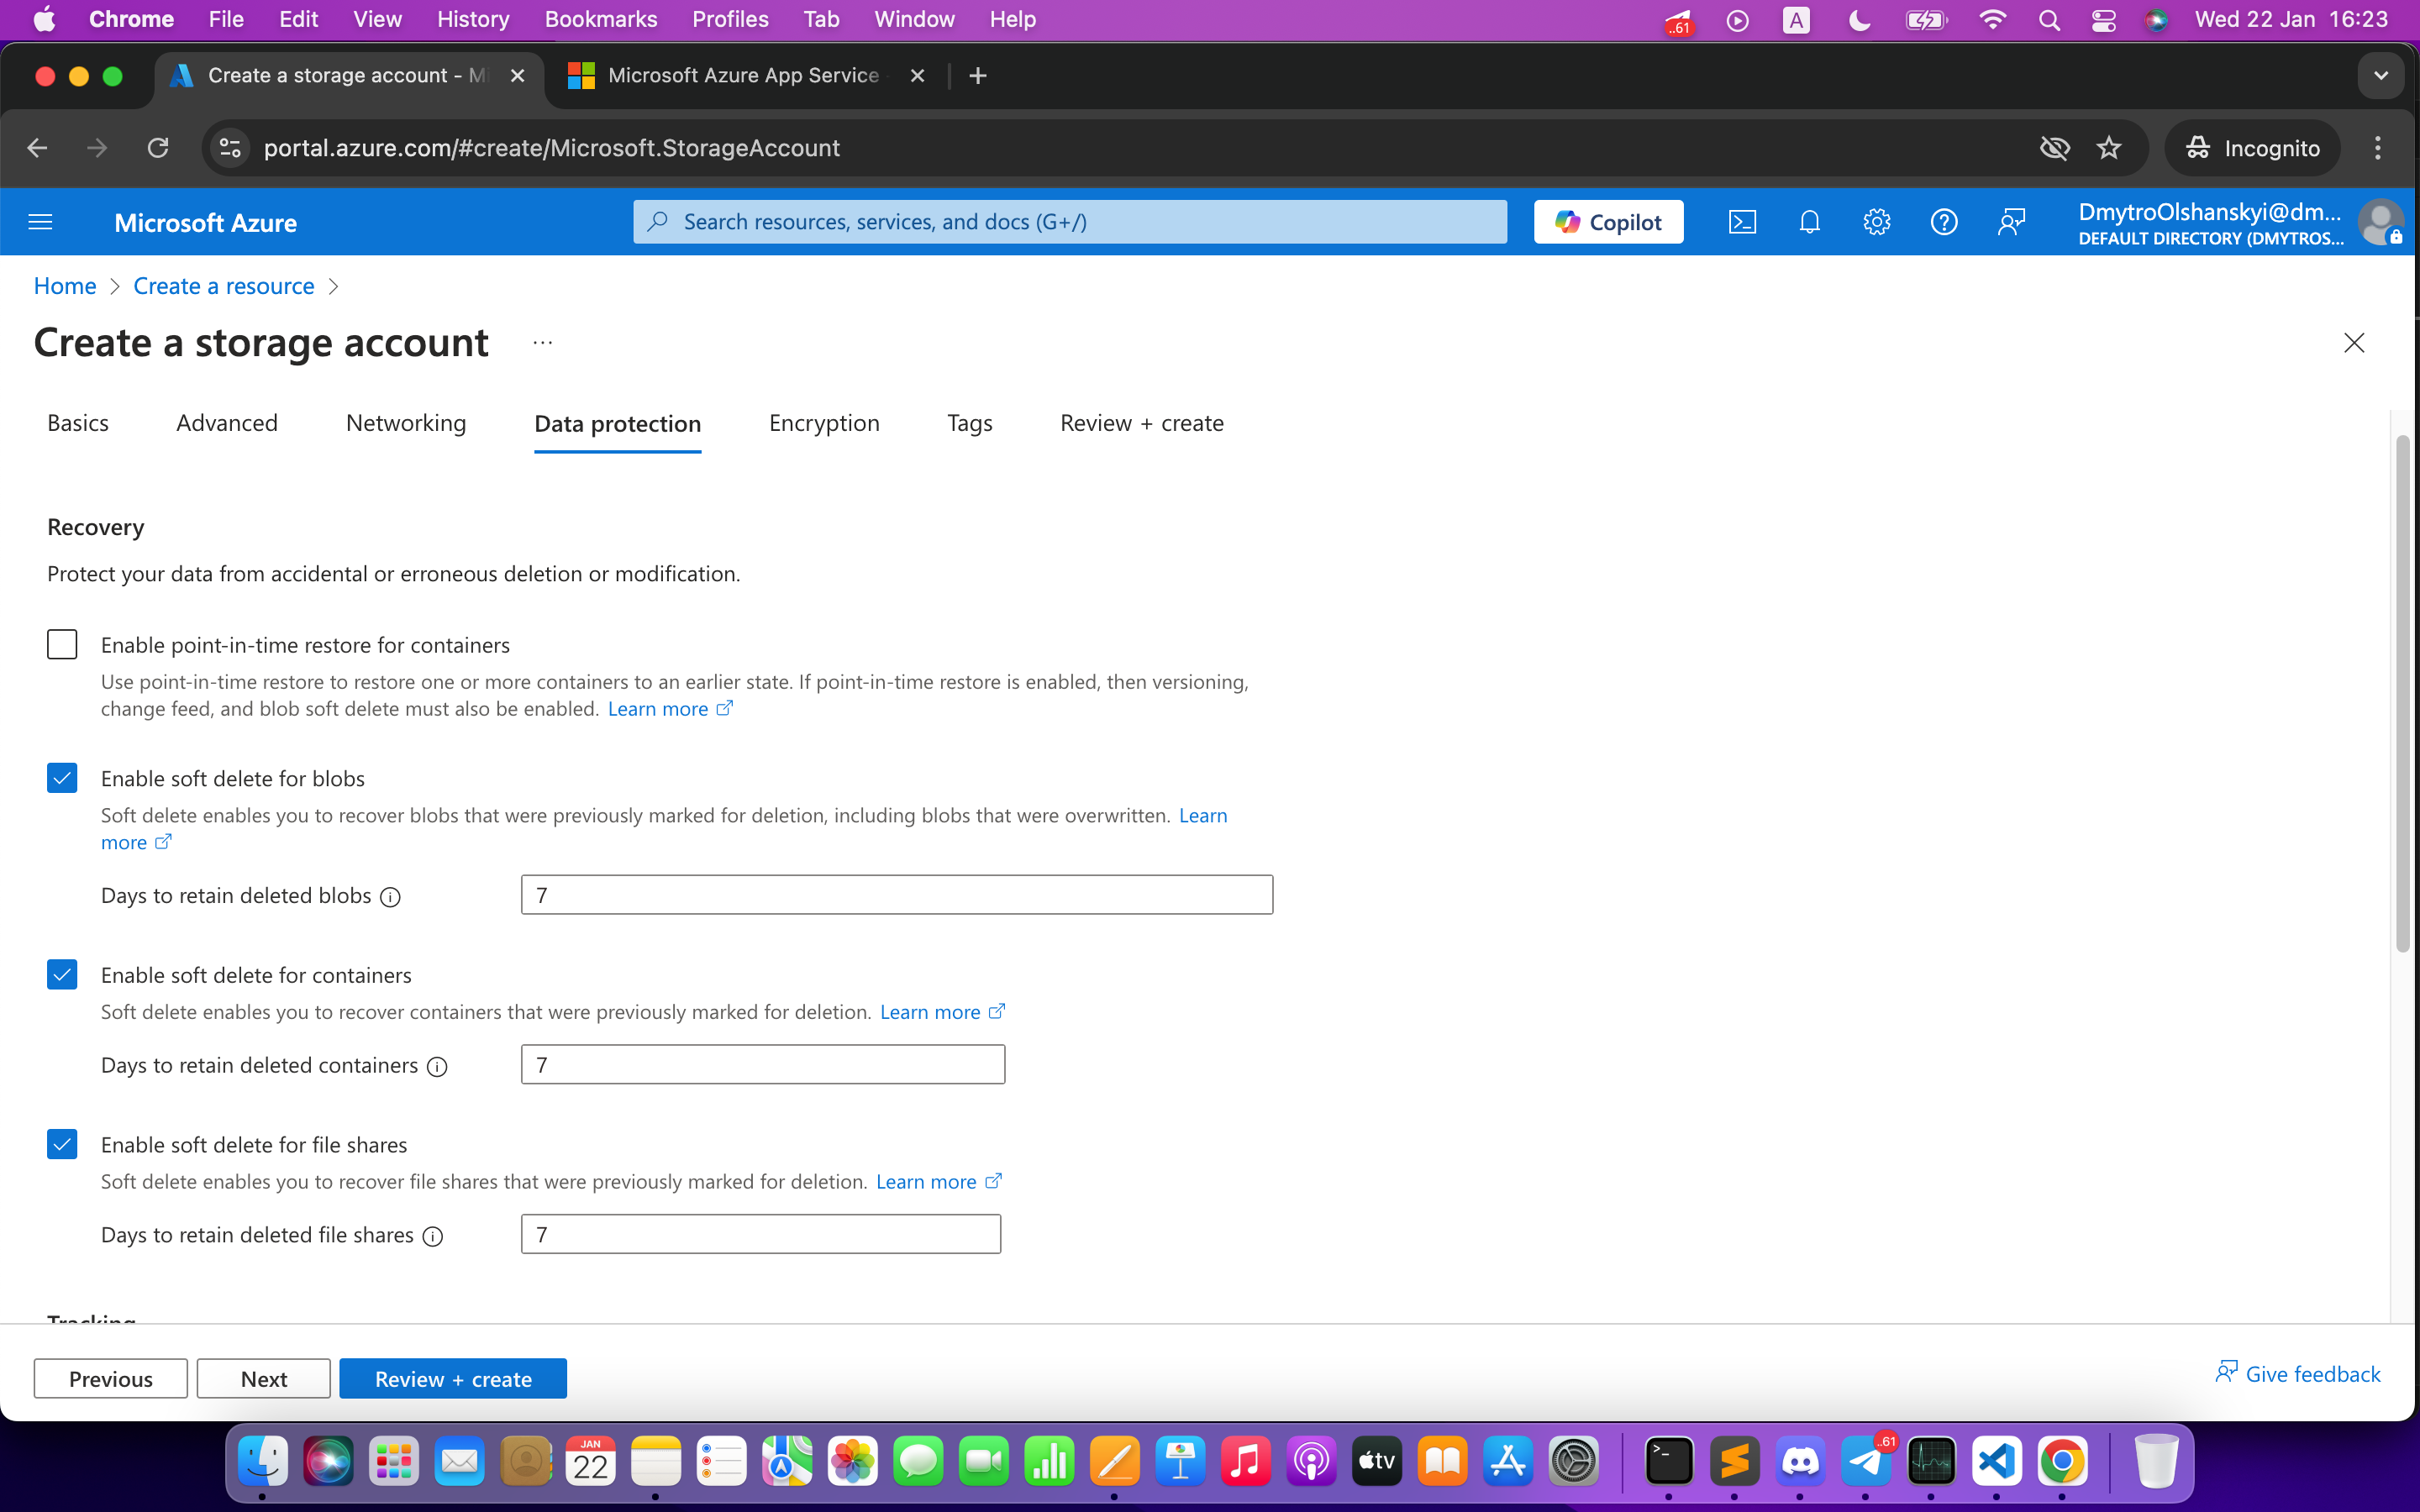 Chrome File Edit View History Bookmarks Profiles Tab Window Help ..61 A Wed 22 Jan 16:23
Create a storage account - Mi Microsoft Azure App Service
portal.azure.com/#create/Microsoft.StorageAccount Incognito
Microsoft Azure Search resources, services, and docs (G+/) Copilot DmytroOlshanskyi@dm...
DEFAULT DIRECTORY (DMYTROS...
Home > Create a resource >
Create a storage account ...
Basics Advanced Networking Data protection Encryption Tags Review + create
Recovery
Protect your data from accidental or erroneous deletion or modification.
Enable point-in-time restore for containers
Use point-in-time restore to restore one or more containers to an earlier state. If point-in-time restore is enabled, then versioning,
change feed, and blob soft delete must also be enabled. Learn more
Enable soft delete for blobs
Soft delete enables you to recover blobs that were previously marked for deletion, including blobs that were overwritten. Learn
more
Days to retain deleted blobs 7
Enable soft delete for containers
Soft delete enables you to recover containers that were previously marked for deletion. Learn more
Days to retain deleted containers 7
Enable soft delete for file shares
Soft delete enables you to recover file shares that were previously marked for deletion. Learn more
Days to retain deleted file shares 7
Tracking
Previous Next Review + create Give feedback
JAN
22
tv
..61